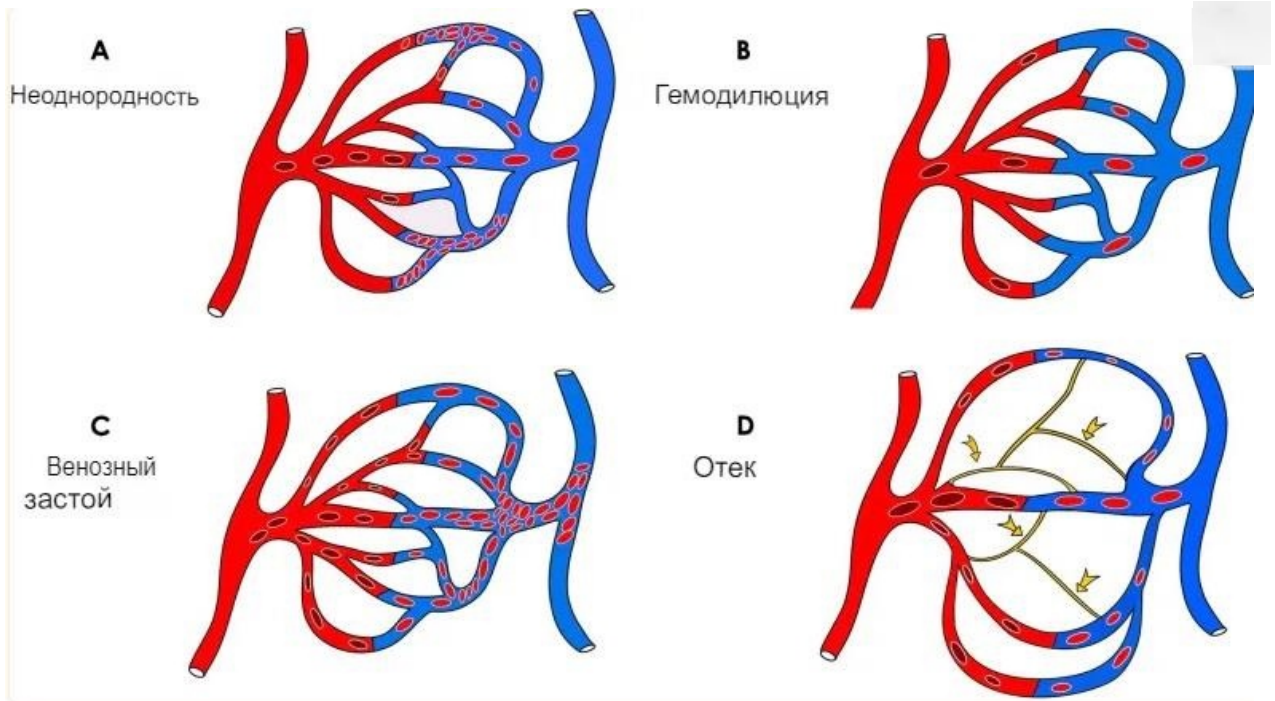 A
Неоднородность
B
Гемодилюция
C
Венозный
застой
D
Отек